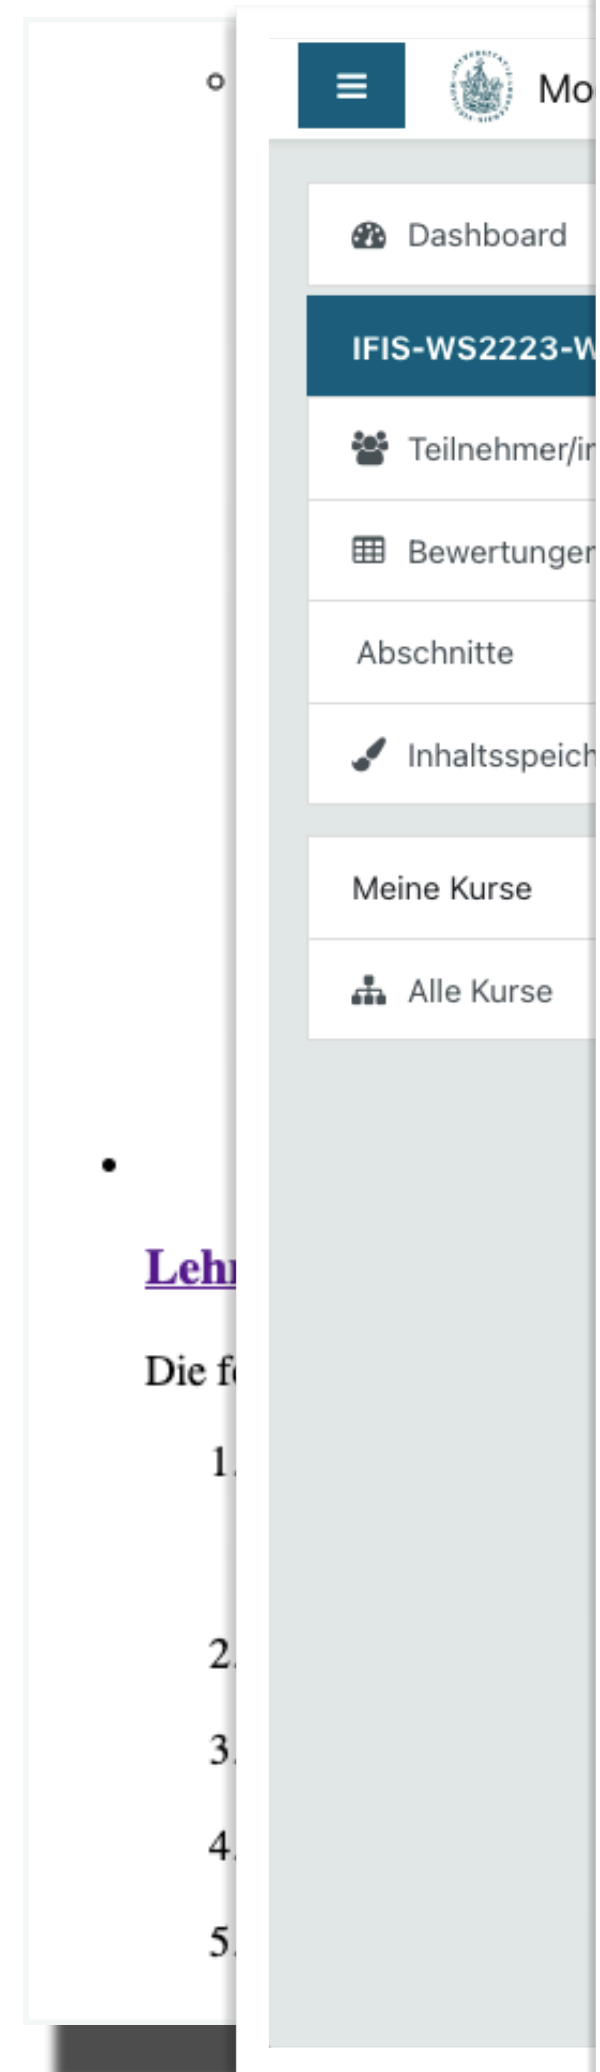 Mo
Dashboard
IFIS-WS2223-W
Teilnehmer/in
Bewertungen
Abschnitte
Inhaltsspeich
Meine Kurse
Alle Kurse
Leh
Die f
1.
2.
3.
4.
5.